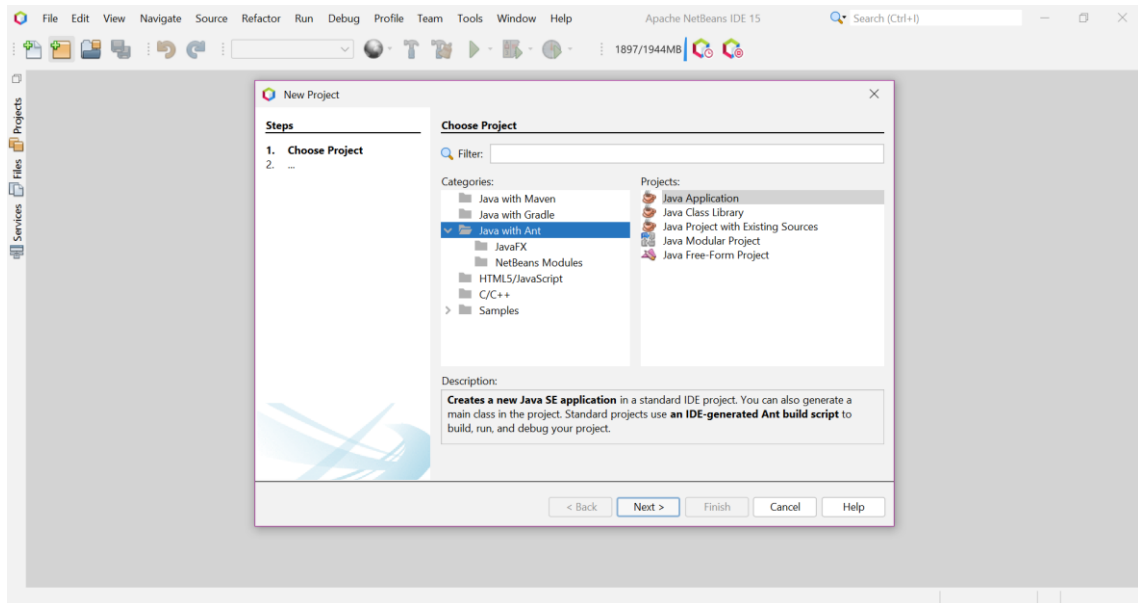 File Edit View Navigate Source Refactor Run Debug Profile Team Tools Window Help Apache NetBeans IDE 15 Search (Ctrl+I)
1897/1944MB
Projects
Files
Services
New Project
Steps
1. Choose Project
2. ...
Choose Project
Filter:
Categories:
Java with Maven
Java with Gradle
Java with Ant
JavaFX
NetBeans Modules
HTML5/JavaScript
C/C++
Samples
Projects:
Java Application
Java Class Library
Java Project with Existing Sources
Java Modular Project
Java Free-Form Project
Description:
Creates a new Java SE application in a standard IDE project. You can also generate a
main class in the project. Standard projects use an IDE-generated Ant build script to
build, run, and debug your project.
< Back Next > Finish Cancel Help